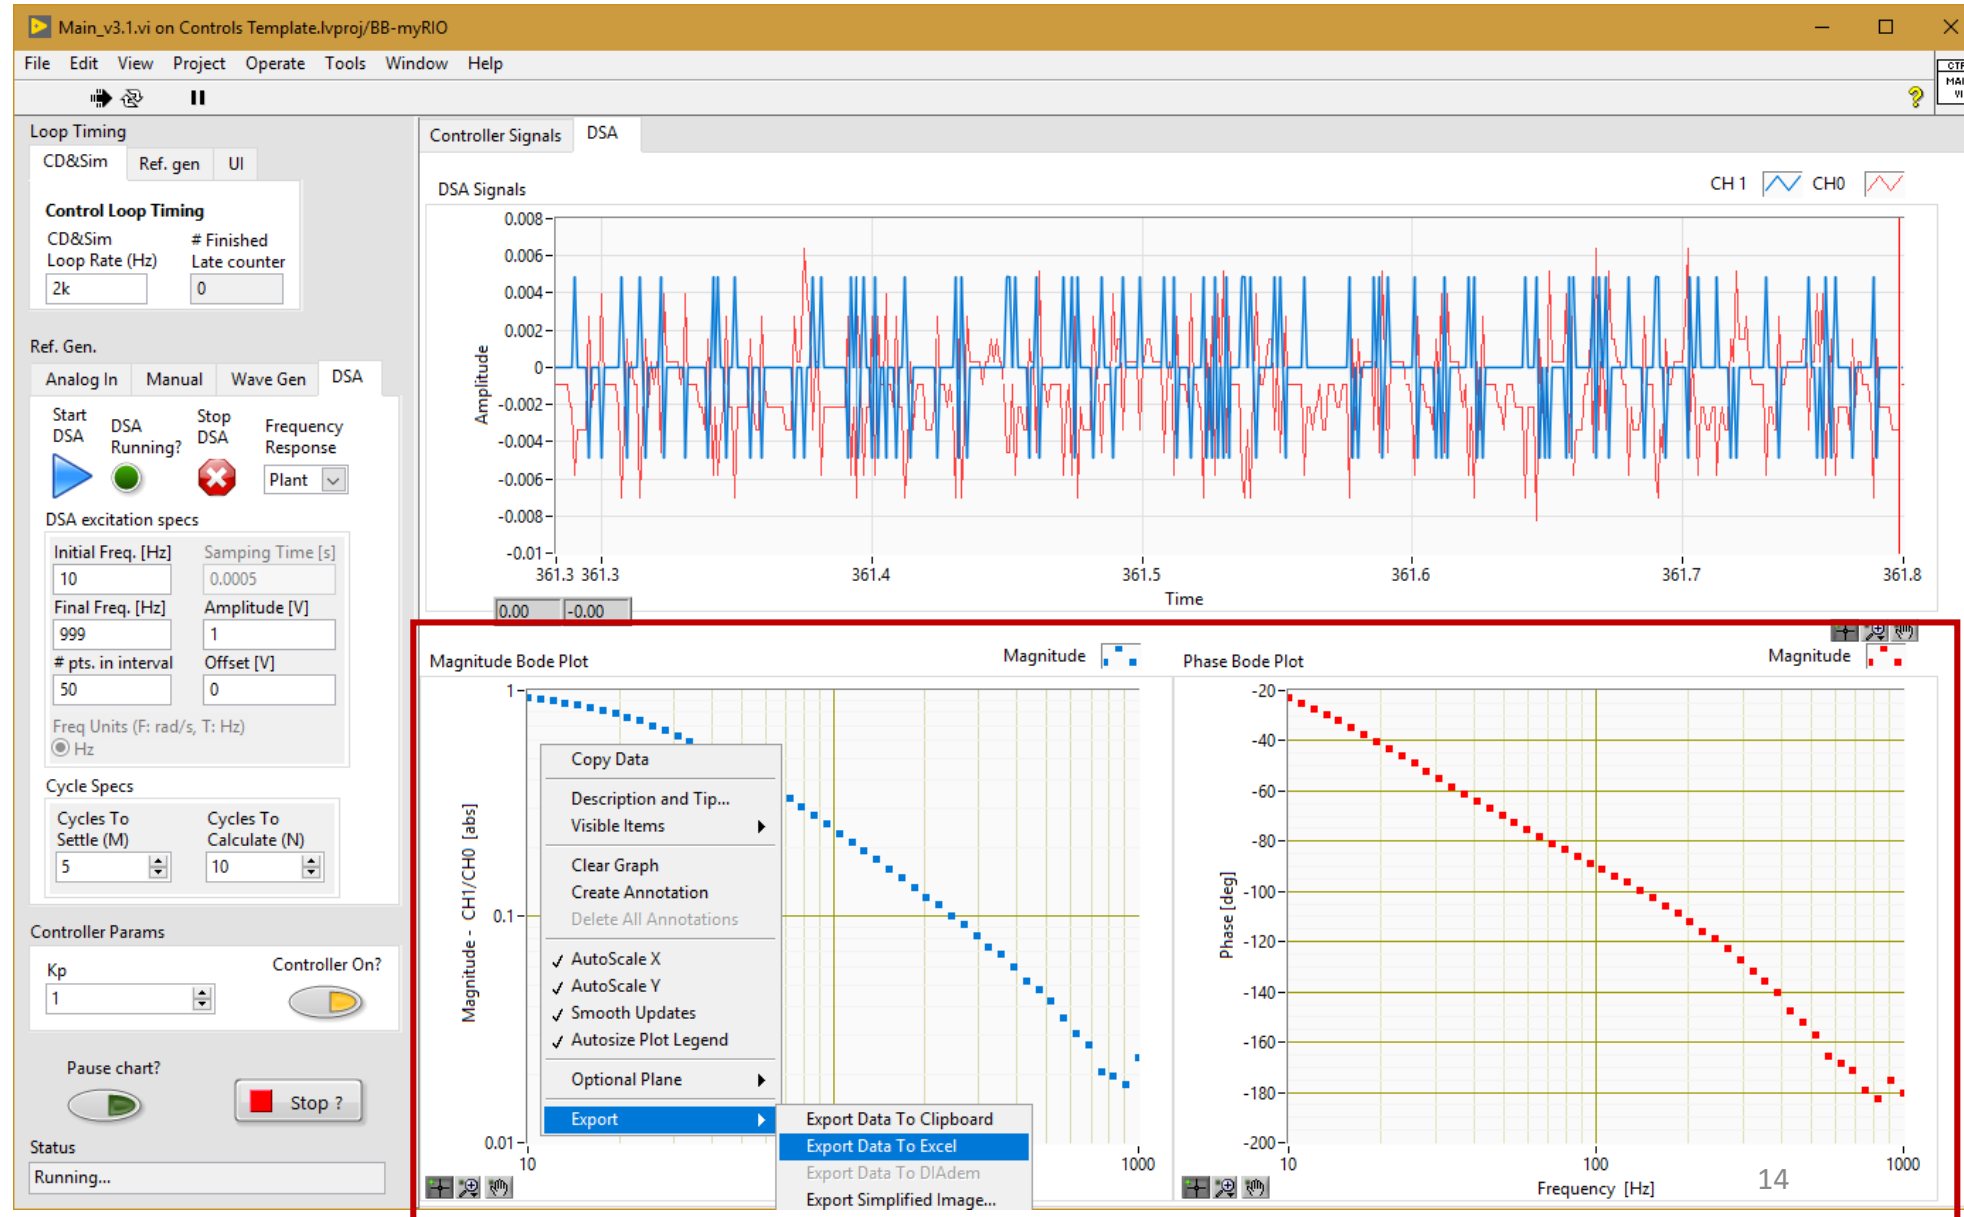 Main_v3.1.vi on Controls Template.lvproj/BB-myRIO
File Edit View Project Operate Tools Window Help
Loop Timing
CD&Sim Ref. gen UI
Control Loop Timing
CD&Sim # Finished
Loop Rate (Hz) Late counter
2k 0
Ref. Gen.
Analog In Manual Wave Gen DSA
Start DSA Stop Frequency
DSA Running? DSA Response
Plant
DSA excitation specs
Initial Freq. [Hz] Samping Time [s]
10 0.0005
Final Freq. [Hz] Amplitude [V]
999 1
# pts. in interval Offset [V]
50 0
Freq Units (F: rad/s, T: Hz)
Hz
Cycle Specs
Cycles To Cycles To
Settle (M) Calculate (N)
5 10
Controller Params
Kp Controller On?
1
Pause chart?
Stop ?
Status
Running...
Controller Signals DSA
DSA Signals CH 1 CH0
0.008
0.006
0.004
0.002
0
-0.002
-0.004
-0.006
-0.008
-0.01
Amplitude
361.3 361.3 361.4 361.5 361.6 361.7 361.8
Time
0.00 -0.00
Magnitude Bode Plot Magnitude
1
0.1
0.01
Magnitude - CH1/CH0 [abs]
10 1000
Copy Data
Description and Tip...
Visible Items
Clear Graph
Create Annotation
Delete All Annotations
AutoScale X
AutoScale Y
Smooth Updates
Autosize Plot Legend
Optional Plane
Export
Export Data To Clipboard
Export Data To Excel
Export Data To DIAdem
Export Simplified Image...
Phase Bode Plot Magnitude
-20
-40
-60
-80
-100
-120
-140
-160
-180
-200
Phase [deg]
10 100 1000
Frequency [Hz]
14